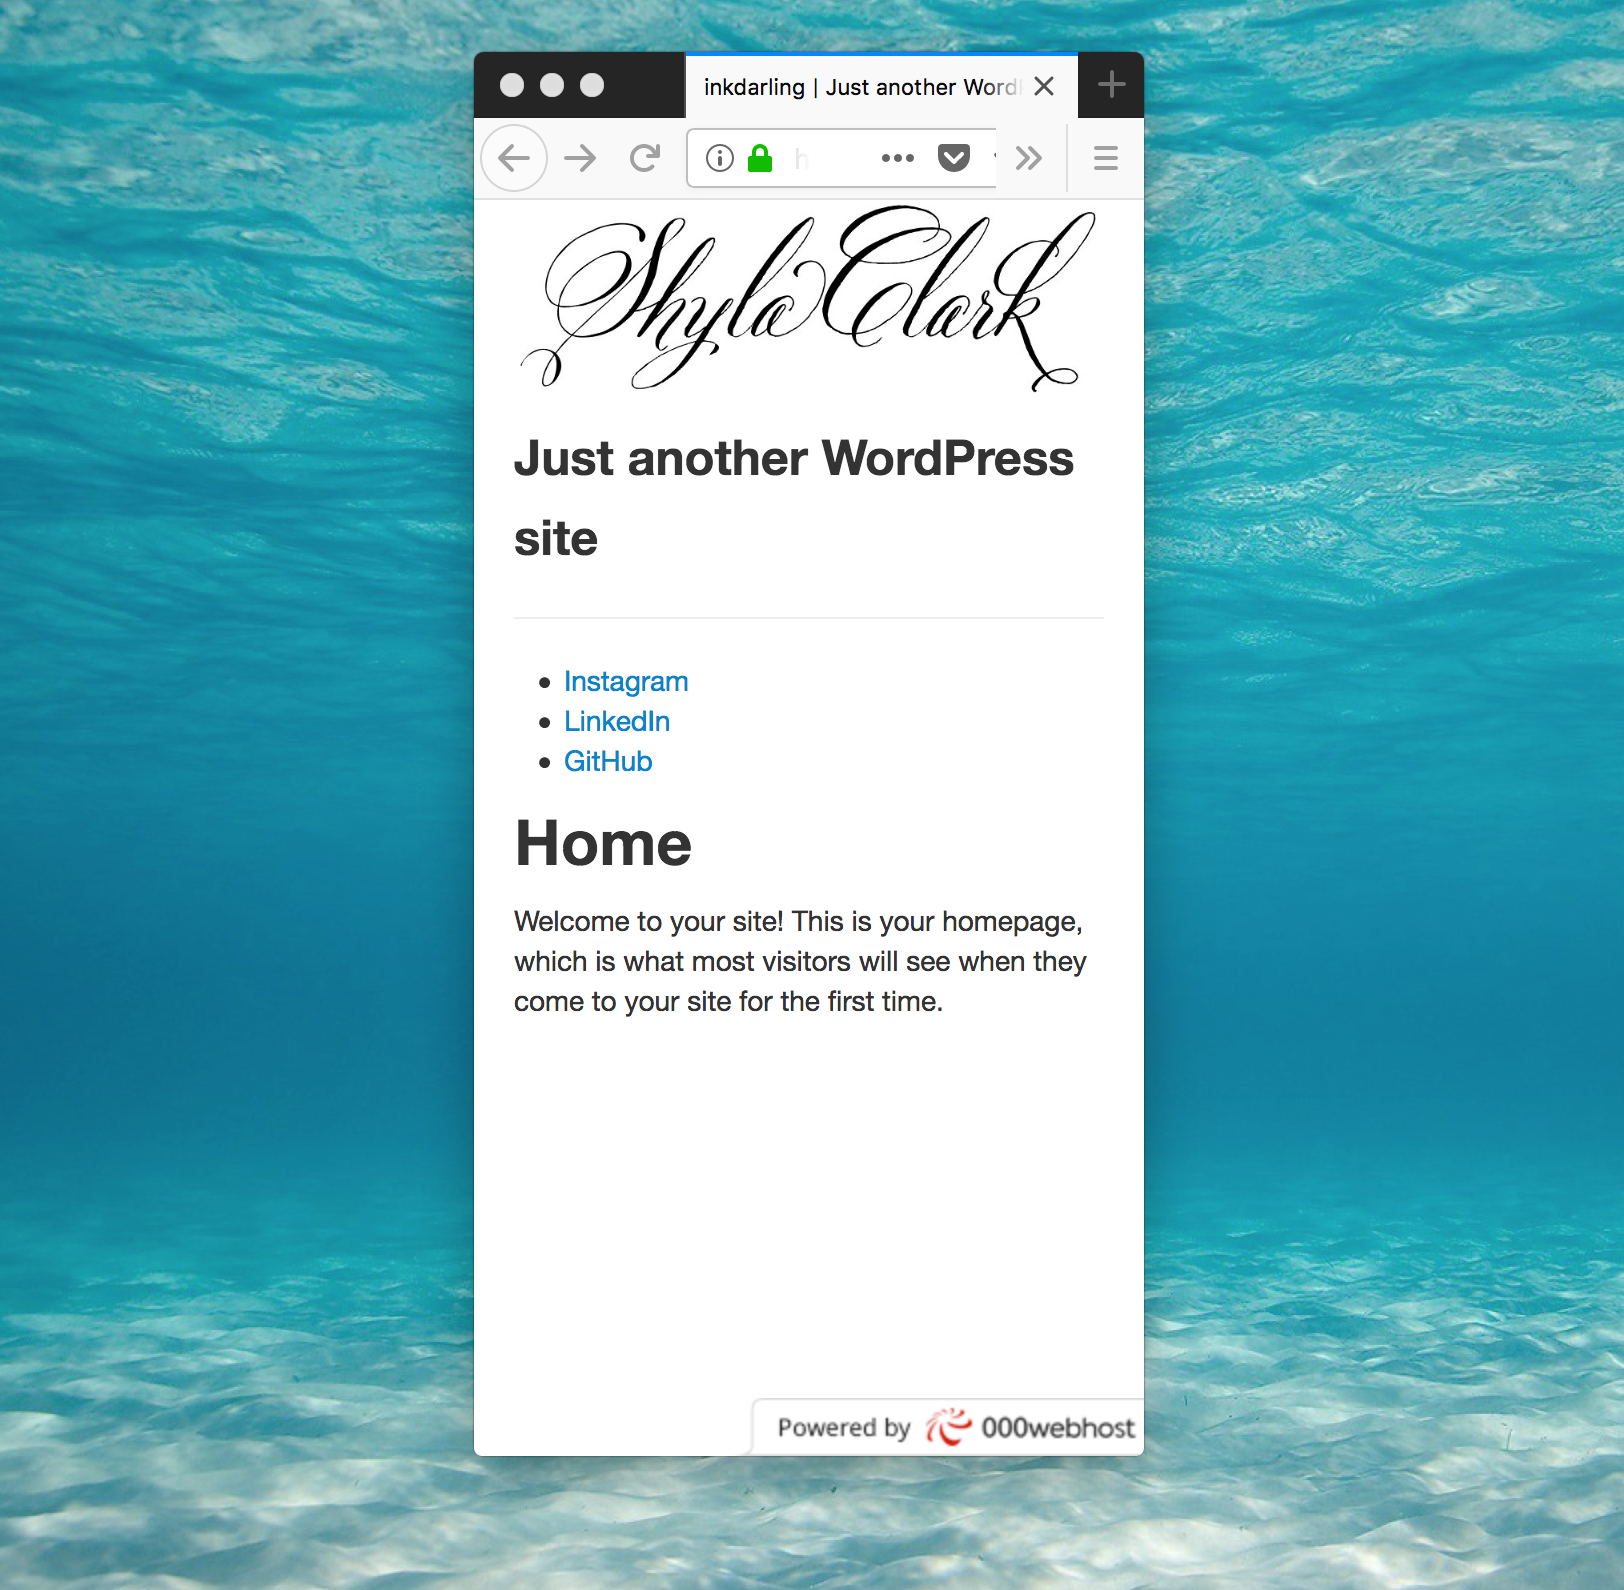 inkdarling | Just another Word
h
Shyla Clark
Just another WordPress
site
Instagram
LinkedIn
GitHub
Home
Welcome to your site! This is your homepage,
which is what most visitors will see when they
come to your site for the first time.
Powered by 000webhost